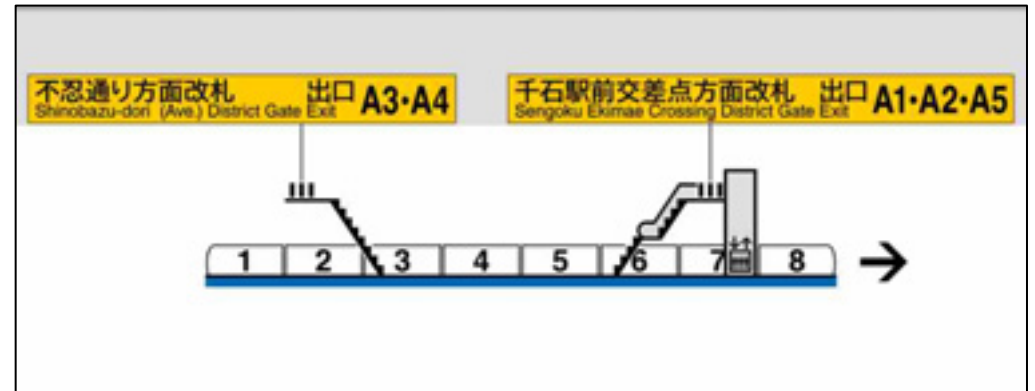 不忍通り方面改札 出口 A3・A4
Shinobazu-dori (Ave.) District Gate Exit
千石駅前交差点方面改札 出口 A1・A2・A5
Sengoku Ekimae Crossing District Gate Exit
1 2 3 4 5 6 7 8